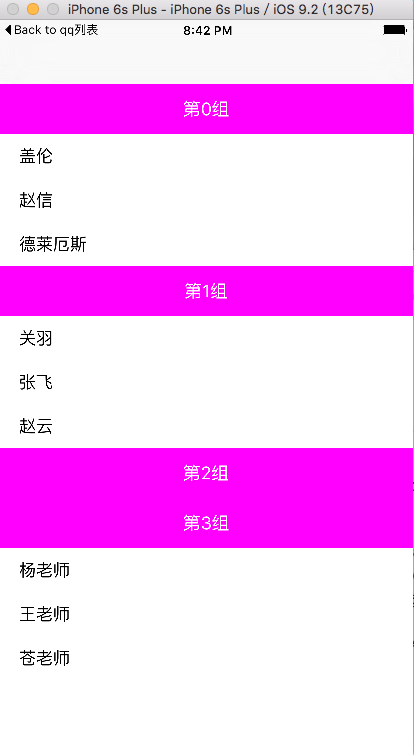 iPhone 6s Plus - iPhone 6s Plus / iOS 9.2 (13C75)
Back to qq列表 8:42 PM
第0组
盖伦
赵信
德莱厄斯
第1组
关羽
张飞
赵云
第2组
第3组
杨老师
王老师
苍老师